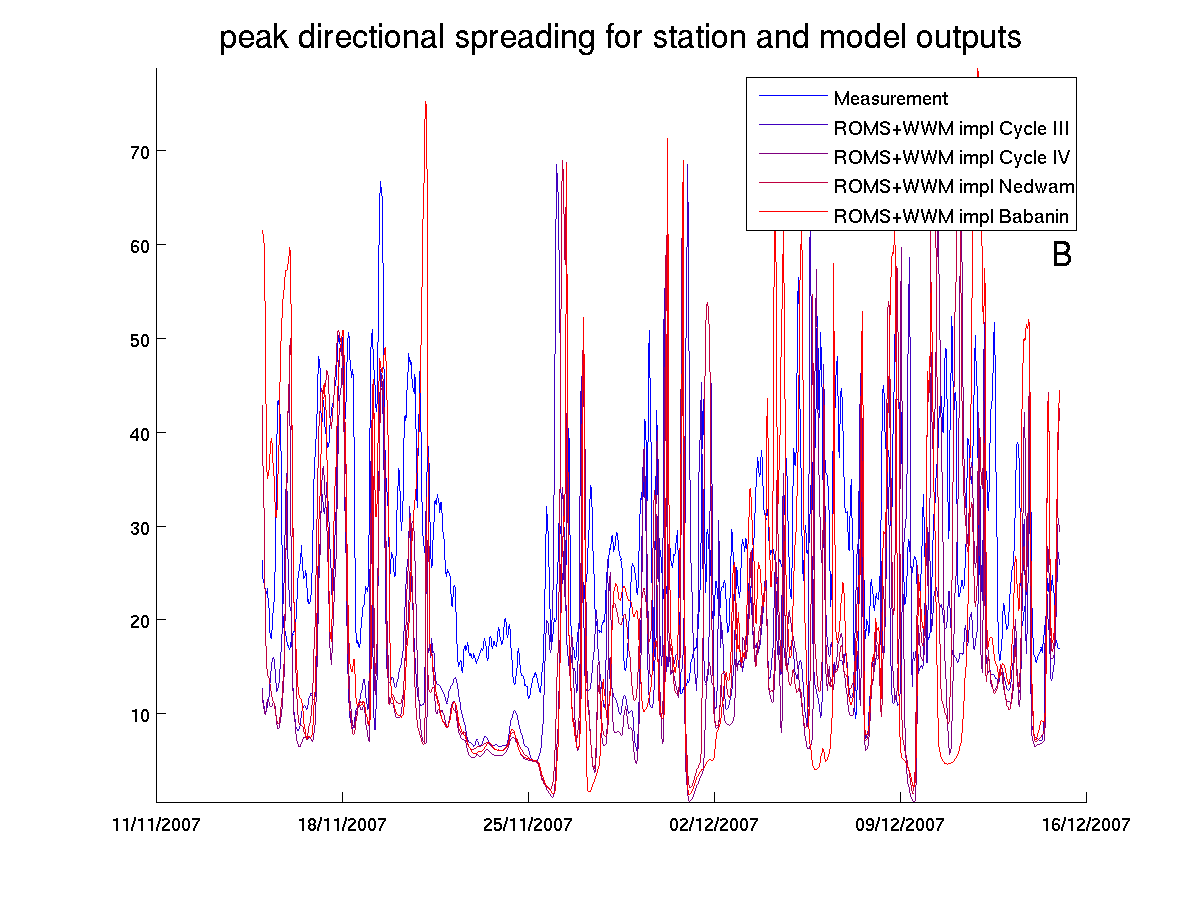 peak directional spreading for station and model outputs
Measurement
ROMS+WWM impl Cycle III
ROMS+WWM impl Cycle IV
ROMS+WWM impl Nedwam
ROMS+WWM impl Babanin
B
70
60
50
40
30
20
10
11/11/2007 18/11/2007 25/11/2007 02/12/2007 09/12/2007 16/12/2007